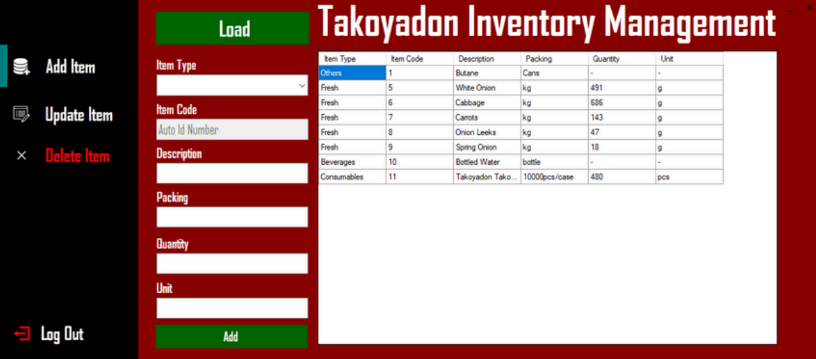 Add Item
Update Item
Delete Item
Log Out
Load
Item Type
Item Code
Auto Id Number
Description
Packing
Quantity
Unit
Add
Takoyadon Inventory Management
Item Type Item Code Description Packing Quantity Unit
Others 1 Butane Cans - -
Fresh 5 White Onion kg 491 g
Fresh 6 Cabbage kg 686 g
Fresh 7 Carrots kg 143 g
Fresh 8 Onion Leeks kg 47 g
Fresh 9 Spring Onion kg 18 g
Beverages 10 Bottled Water bottle - -
Consumables 11 Takoyadon Tako... 10000pcs/case 480 pcs